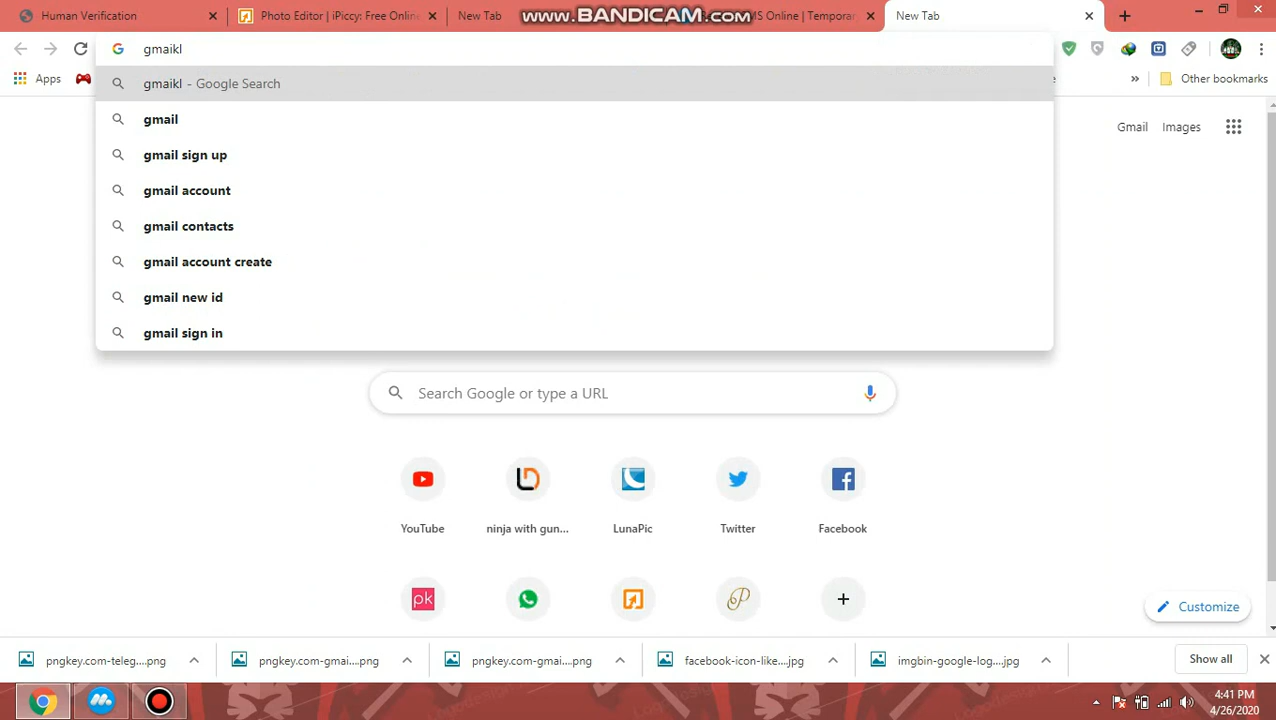 Human Verification
Photo Editor | iPiccy: Free Online
New Tab
www.BANDICAM.com
MS Online | Tempora
New Tab
gmaikl
Apps
Other bookmarks
gmaikl - Google Search
gmail
gmail sign up
gmail account
gmail contacts
gmail account create
gmail new id
gmail sign in
Gmail
Images
Search Google or type a URL
YouTube
ninja with gun...
LunaPic
Twitter
Facebook
pk
P
Customize
pngkey.com-teleg....png
pngkey.com-gmai....png
pngkey.com-gmai....png
facebook-icon-like....jpg
imgbin-google-log....jpg
Show all
4:41 PM
4/26/2020